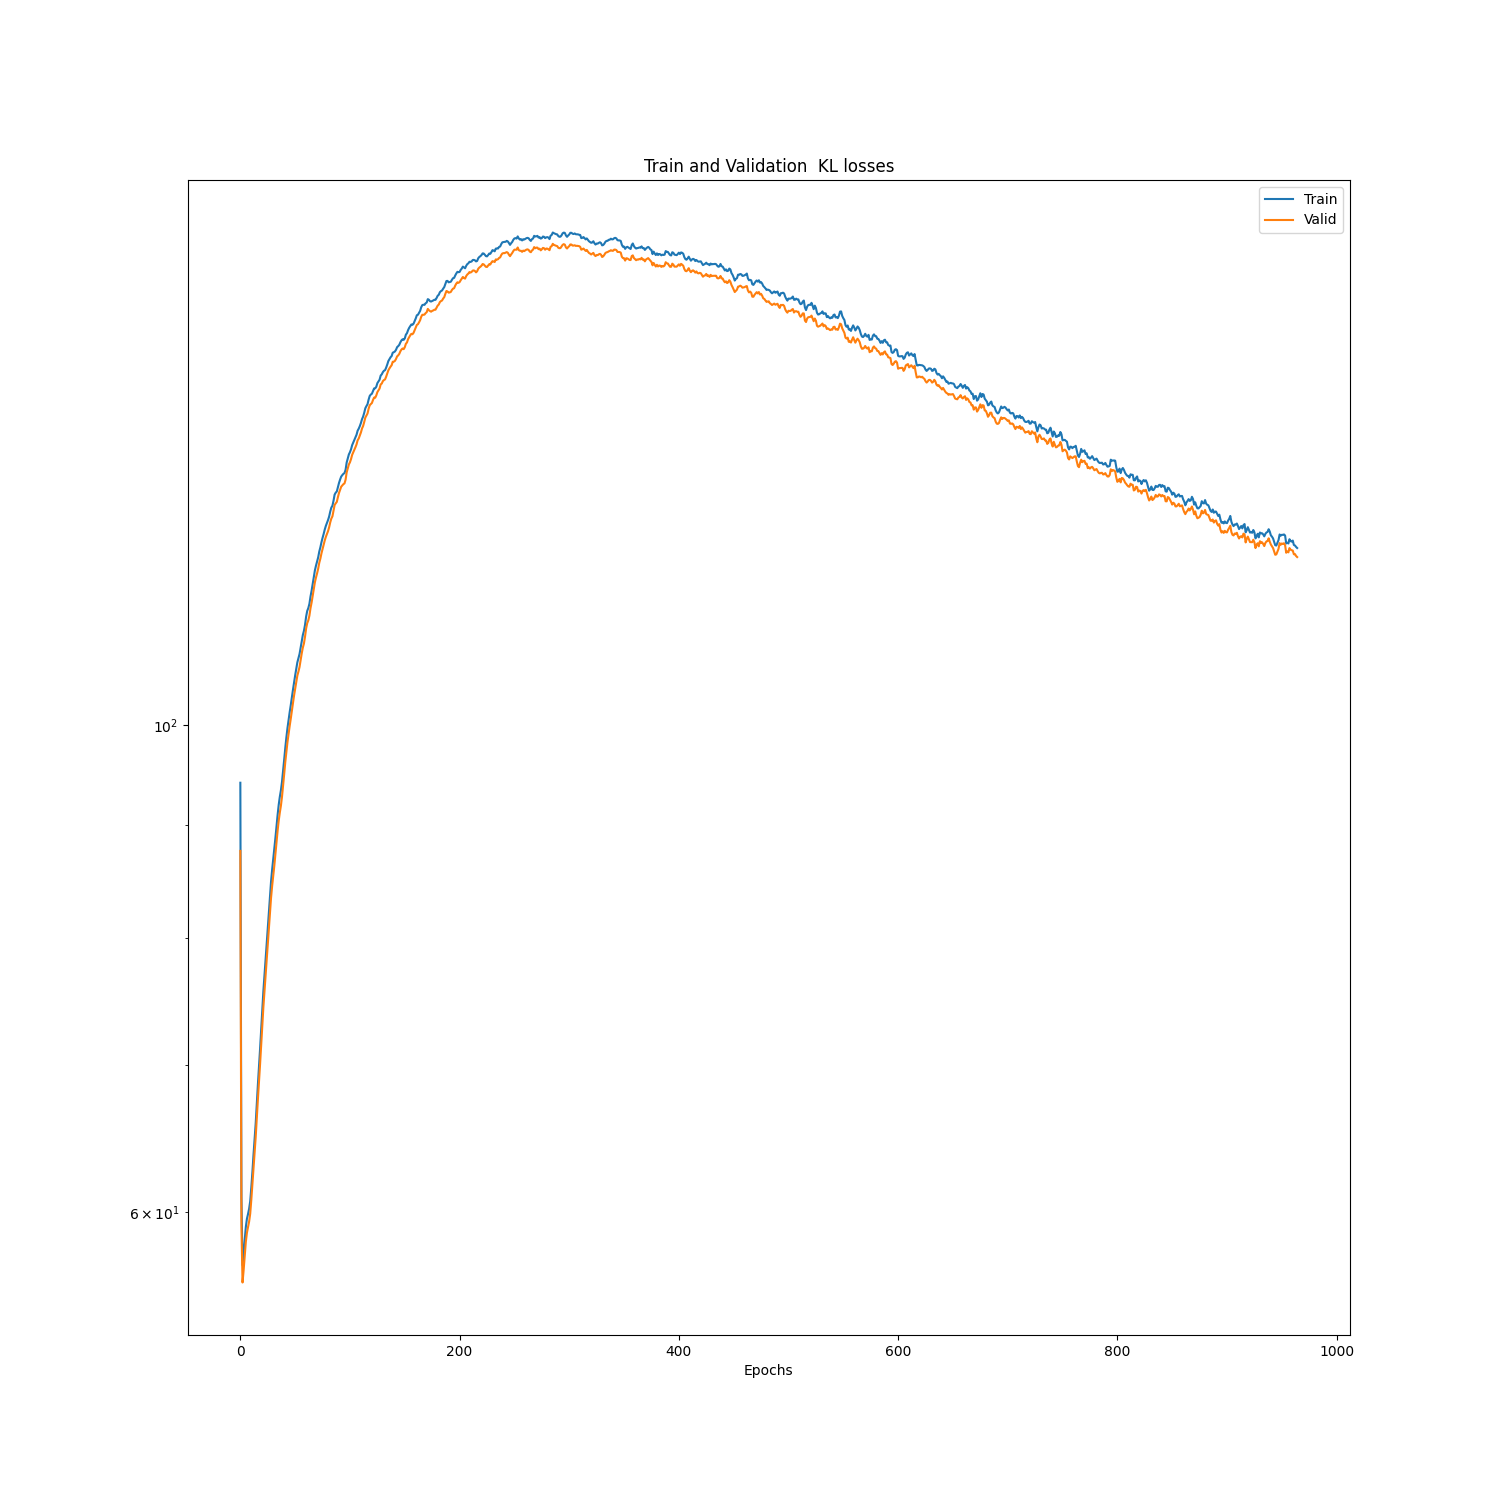 Train and Validation  KL losses
Train
Valid
10²
6 × 10¹
0 200 400 600 800 1000
Epochs